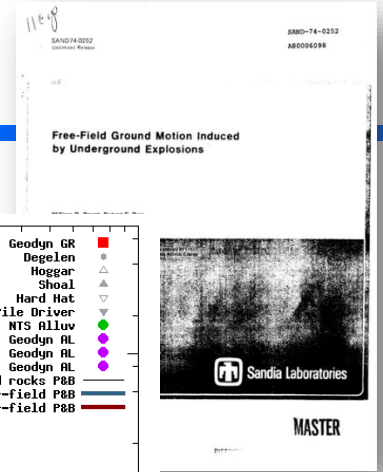 SAND74-0252
Unlimited Release
SAND-74-0252
A80006098
Free-Field Ground Motion Induced
by Underground Explosions
Geodyn GR
Degelen
Hoggar
Shoal
Hard Hat
ile Driver
NTS Alluv
Geodyn AL
Geodyn AL
Geodyn AL
rocks P&B
-field P&B
-field P&B
Sandia Laboratories
MASTER